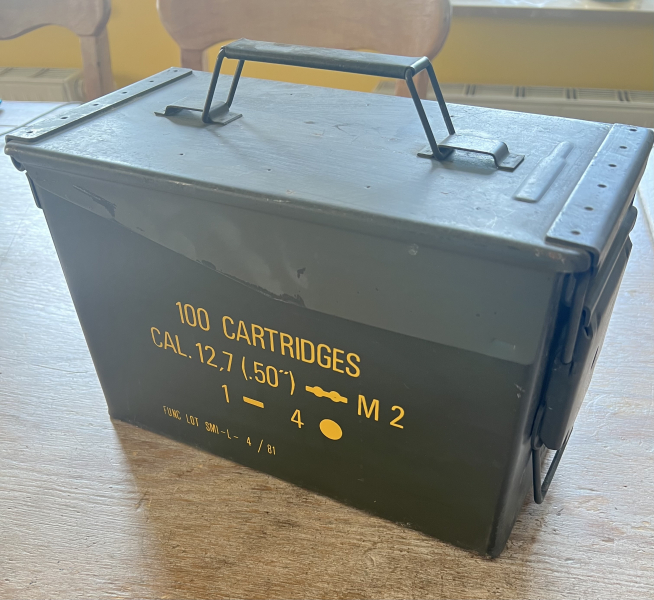 100 CARTRIDGES
CAL. 12,7 (.50˝) M 2
1 4
FUNC LOT SMI-L- 4 / 81